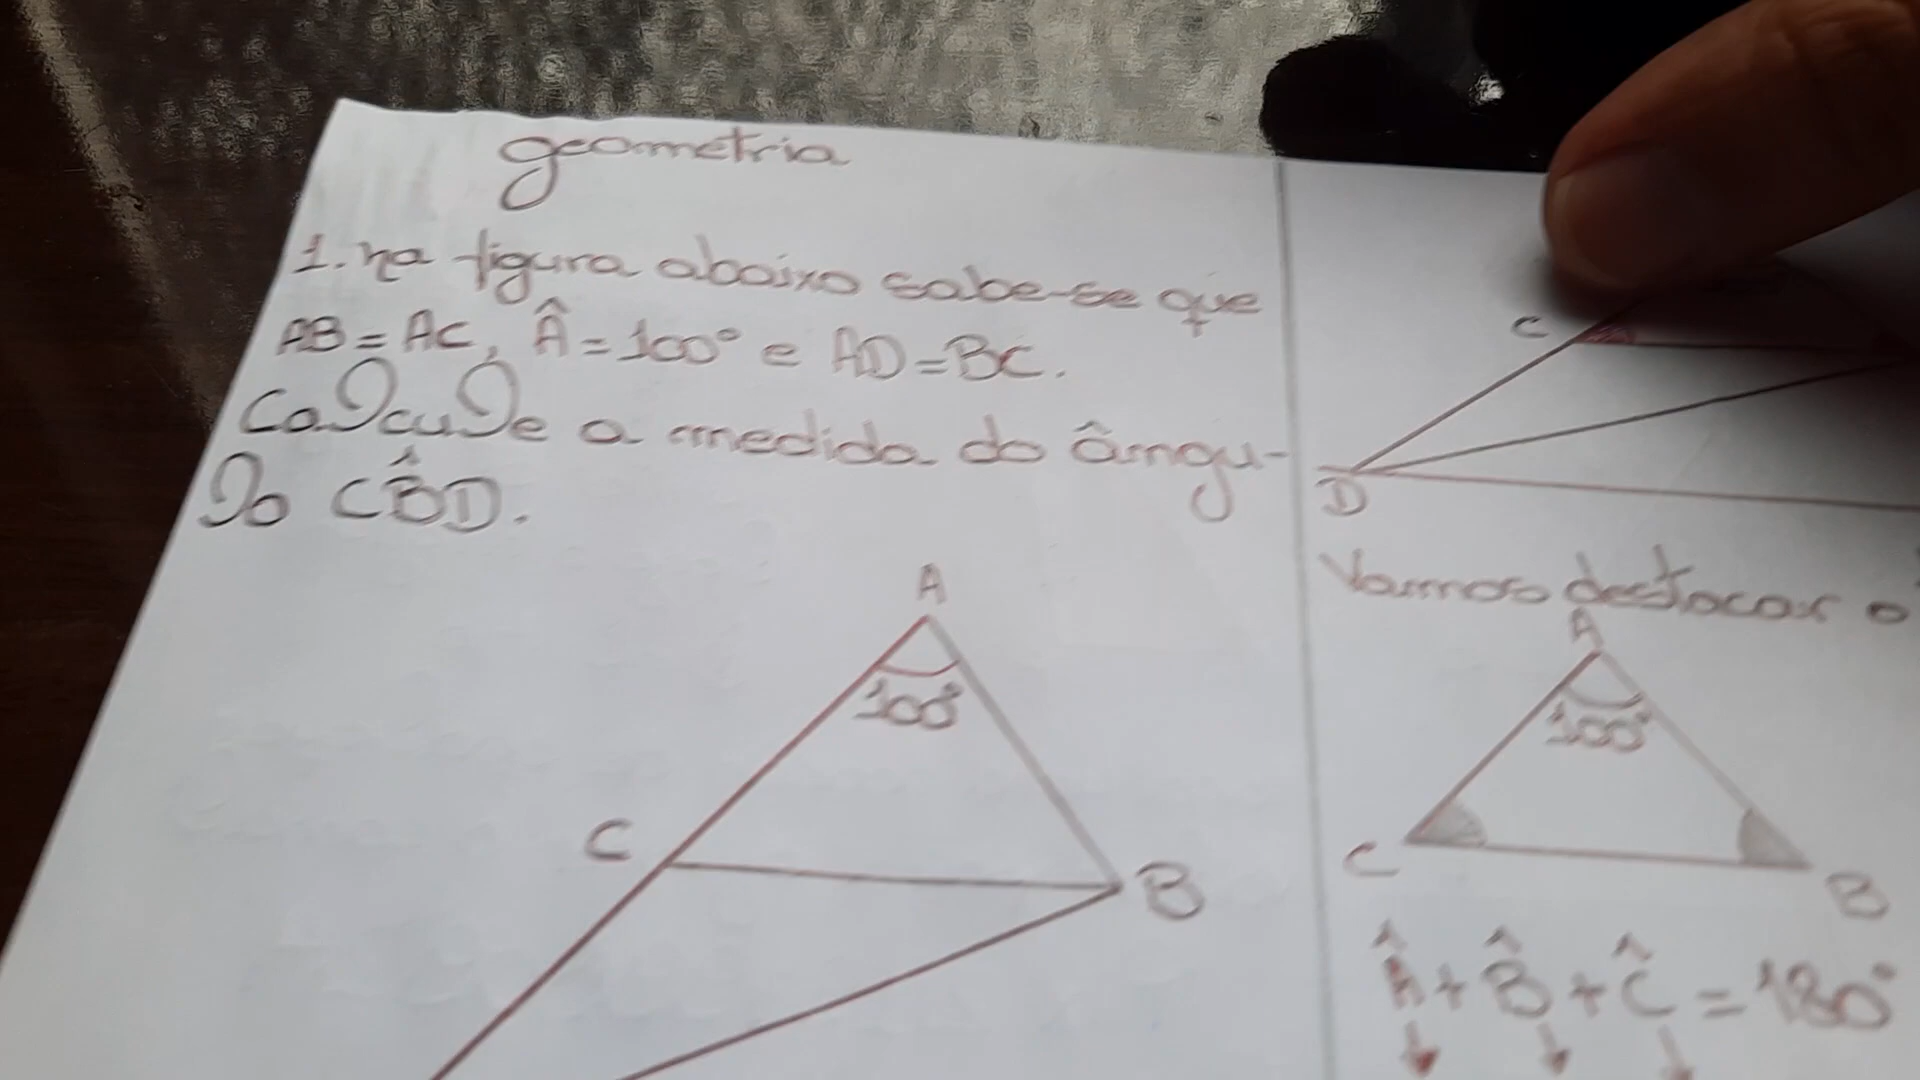 geometria
1. na figura abaixo sabe-se que
AB = AC, Â = 100° e AD = BC.
Calcule a medida do ângu-
lo CB̂D.
A
100°
C
B
C
D
Vamos destacar o
A
100°
C
B
Â + B̂ + Ĉ = 180°